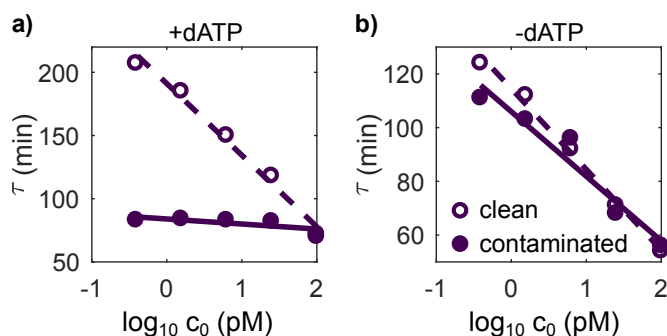 a)
+dATP
τ (min)
200
150
100
50
-1
0
1
2
log10 c0 (pM)
b)
-dATP
τ (min)
120
100
80
60
clean
contaminated
-1
0
1
2
log10 c0 (pM)